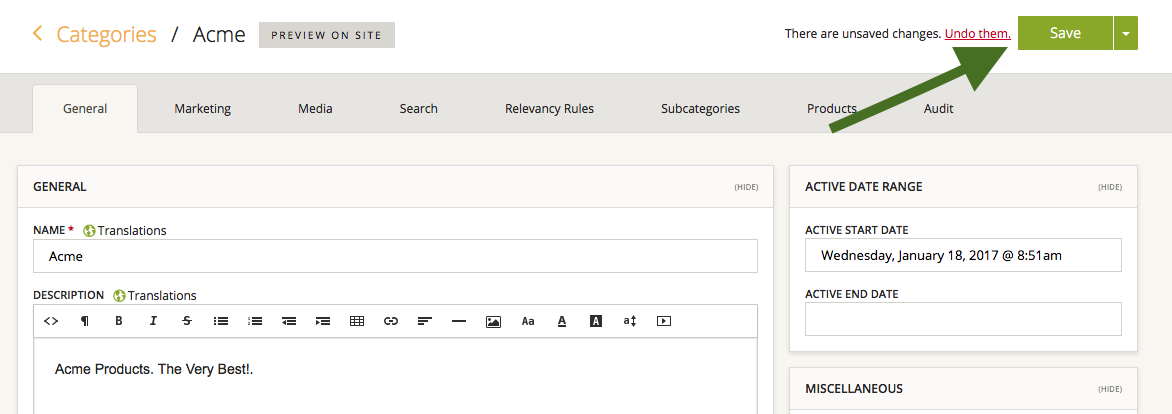 Categories / Acme PREVIEW ON SITE There are unsaved changes. Undo them. Save
General Marketing Media Search Relevancy Rules Subcategories Products Audit
GENERAL (HIDE)
NAME * Translations
Acme
DESCRIPTION Translations
<> ¶ B I S Aa A A a
Acme Products. The Very Best!.
ACTIVE DATE RANGE (HIDE)
ACTIVE START DATE
Wednesday, January 18, 2017 @ 8:51am
ACTIVE END DATE
MISCELLANEOUS (HIDE)